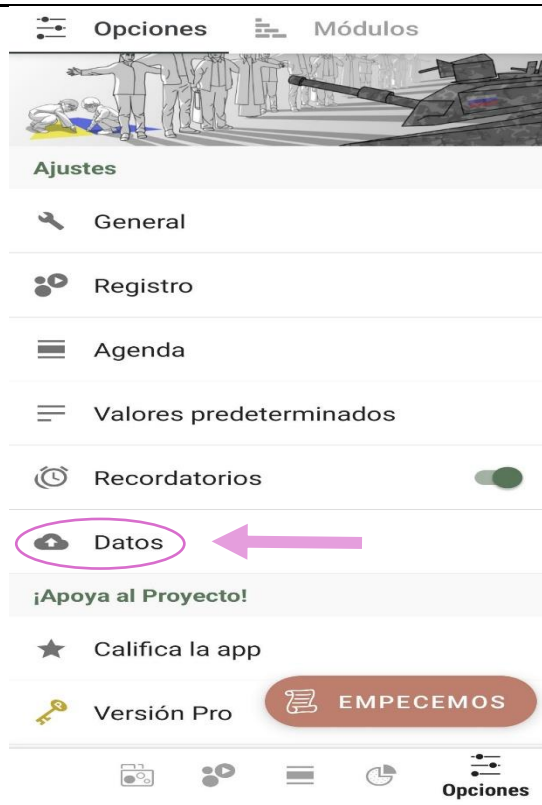 Opciones Módulos
Ajustes
General
Registro
Agenda
Valores predeterminados
Recordatorios
Datos
¡Apoya al Proyecto!
Califica la app
Versión Pro
EMPECEMOS
Opciones